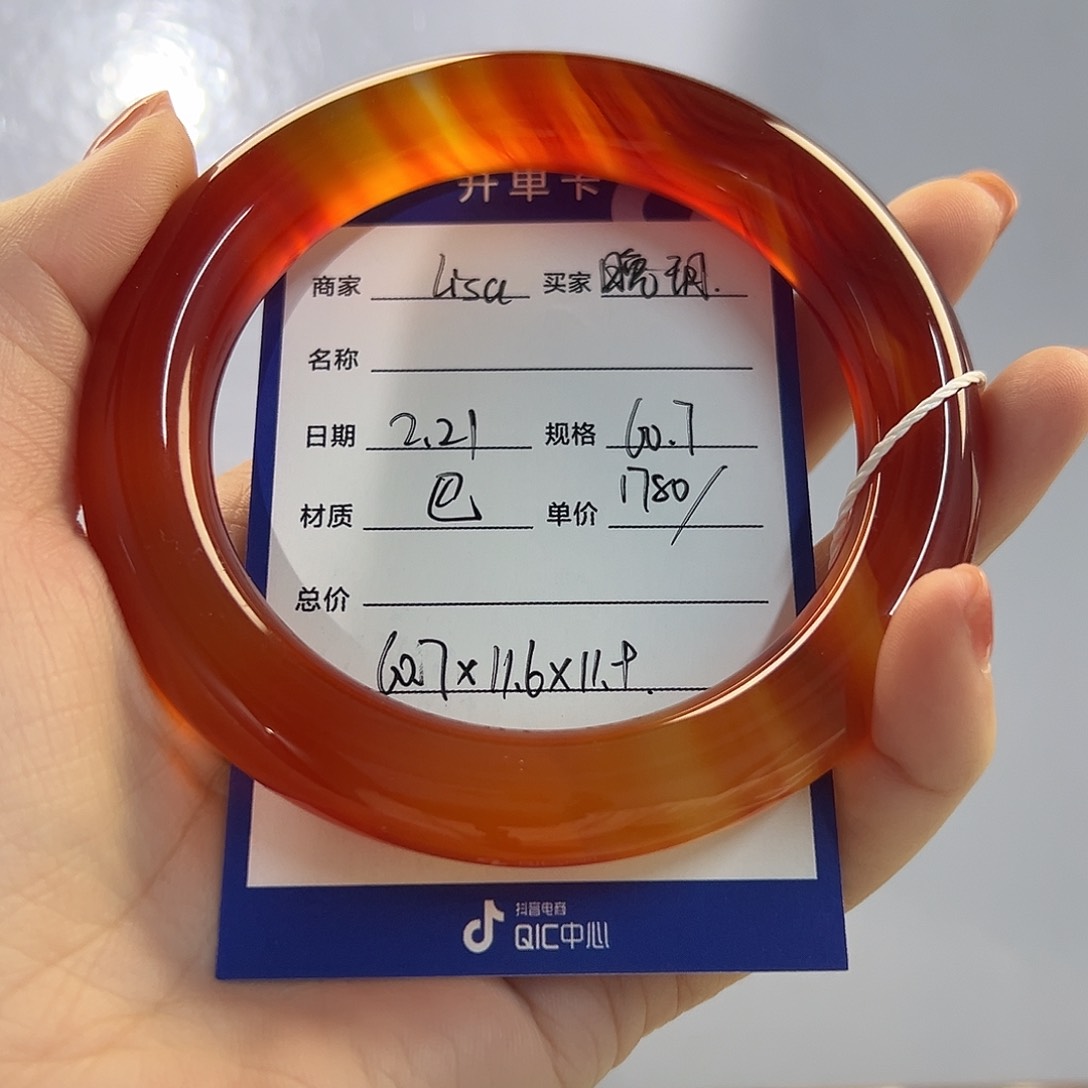 开单卡
商家 Lisa 买家
名称
日期 2.21 规格 60.7
材质 巴 单价 1780/
总价
60.7×11.6×11.9.
抖音电商
QIC中心